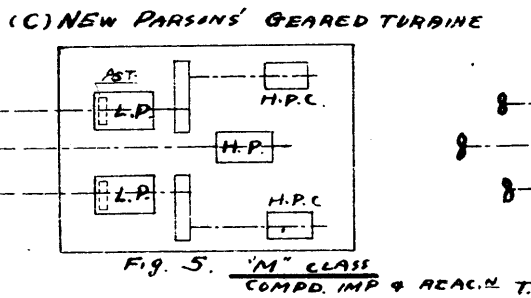 (C) NEW PARSONS' GEARED TURBINE
AST.
L.P.
H.P.C.
H.P.
L.P.
H.P.C
Fig. 5. "M" CLASS
COMPD. IMP & REAC.N T.